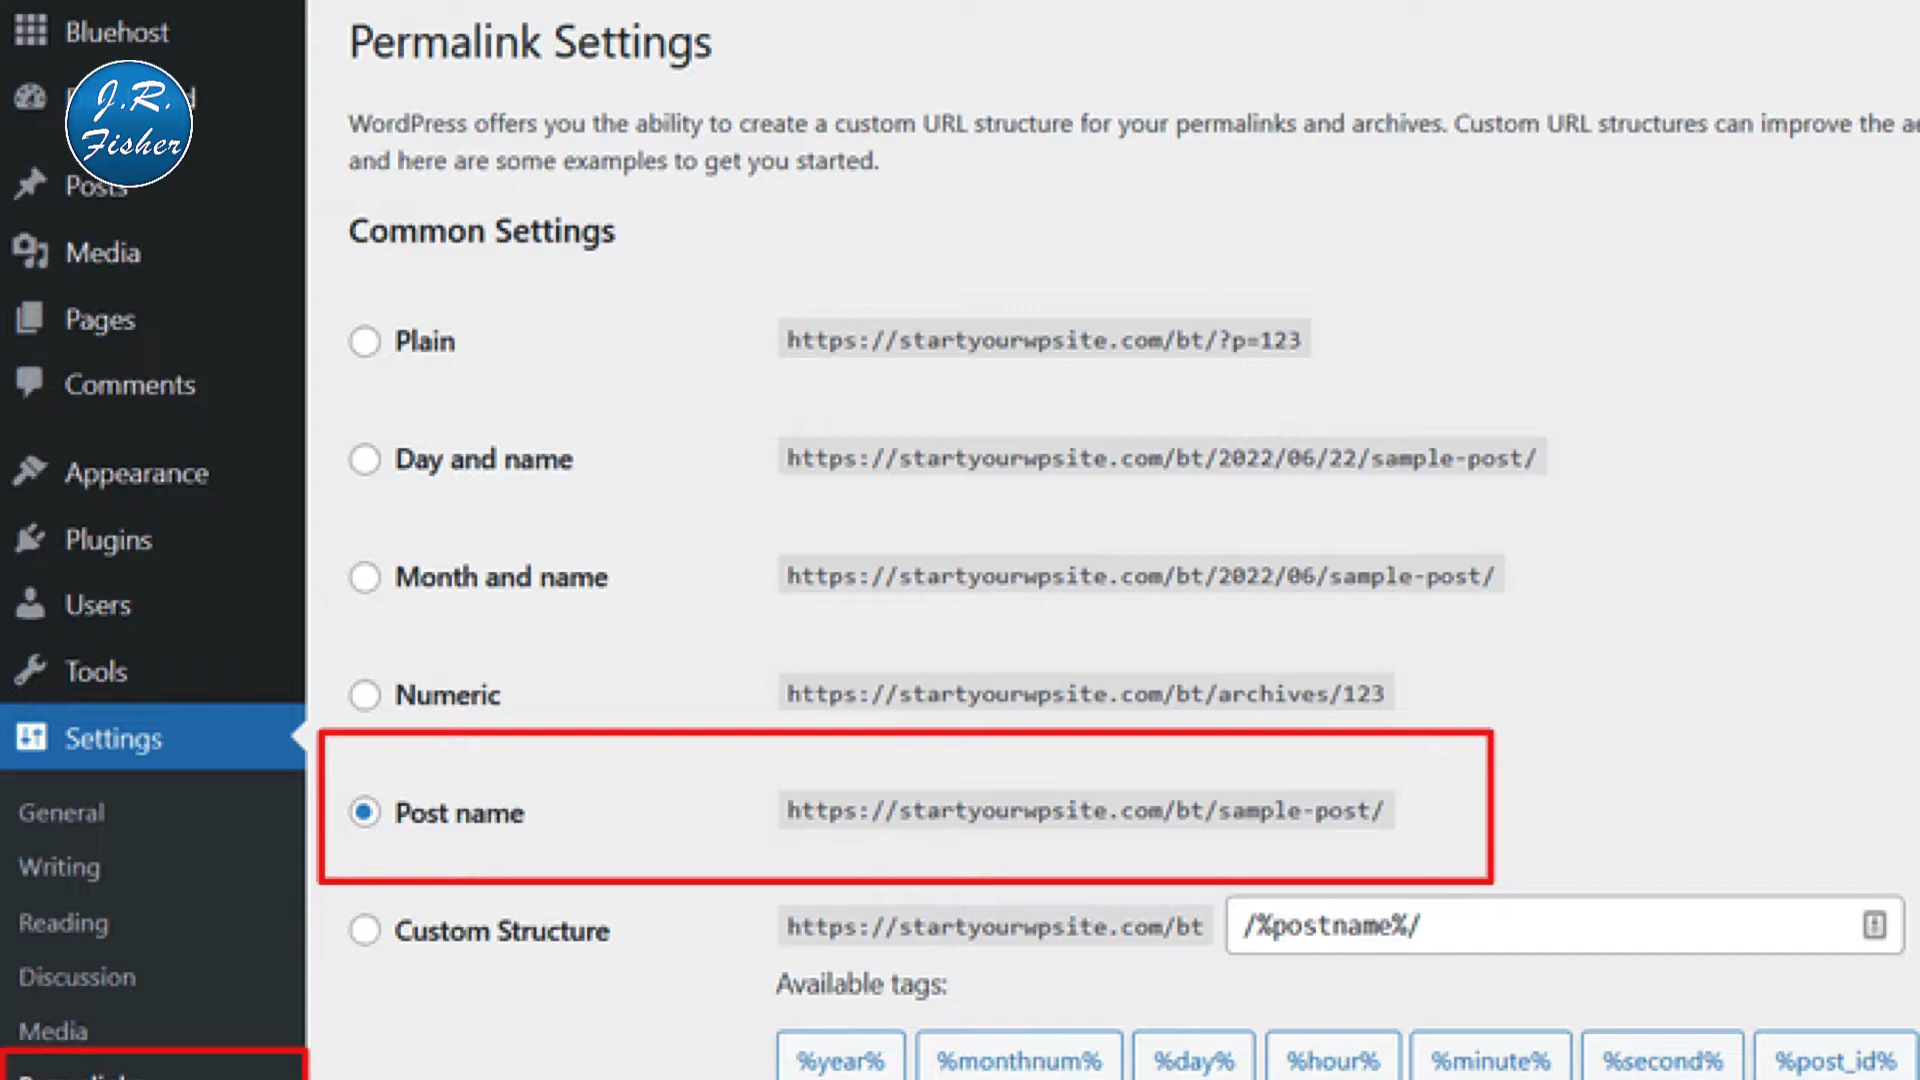 Bluehost
J.R.
Fisher
Posts
Media
Pages
Comments
Appearance
Plugins
Users
Tools
Settings
General
Writing
Reading
Discussion
Media
Permalink Settings
WordPress offers you the ability to create a custom URL structure for your permalinks and archives. Custom URL structures can improve the
and here are some examples to get you started.
Common Settings
Plain https://startyourwpsite.com/bt/?p=123
Day and name https://startyourwpsite.com/bt/2022/06/22/sample-post/
Month and name https://startyourwpsite.com/bt/2022/06/sample-post/
Numeric https://startyourwpsite.com/bt/archives/123
Post name https://startyourwpsite.com/bt/sample-post/
Custom Structure https://startyourwpsite.com/bt /%postname%/
Available tags:
%year% %monthnum% %day% %hour% %minute% %second% %post_id%